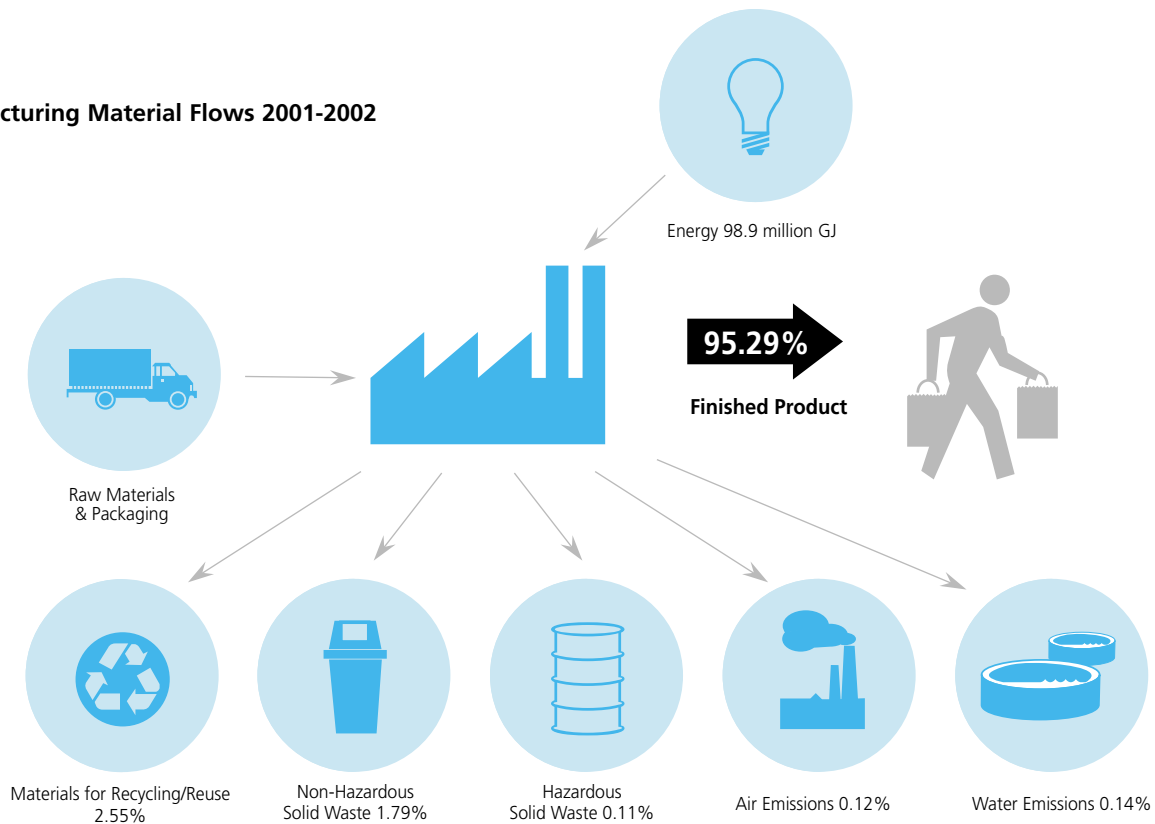 cturing Material Flows 2001-2002
Energy 98.9 million GJ
95.29%
Finished Product
Raw Materials
& Packaging
Materials for Recycling/Reuse
2.55%
Non-Hazardous
Solid Waste 1.79%
Hazardous
Solid Waste 0.11%
Air Emissions 0.12%
Water Emissions 0.14%